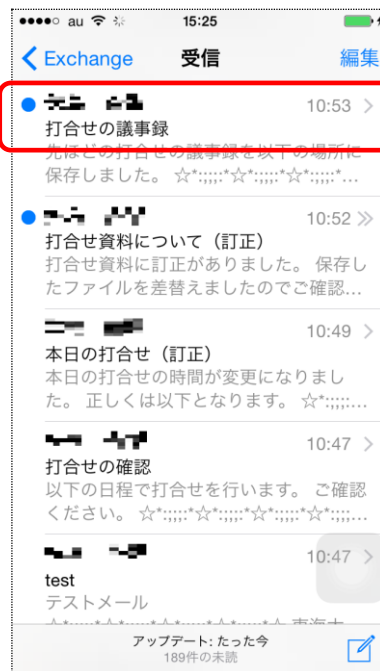 au 15:25
Exchange 受信 編集
10:53
打合せの議事録
先ほどの打合せの議事録を以下の場所に
保存しました。 ☆*:;;;:*☆*:;;;:*☆*:;;;:*…
10:52
打合せ資料について（訂正）
打合せ資料に訂正がありました。 保存し
たファイルを差替えましたのでご確認…
10:49
本日の打合せ（訂正）
本日の打合せの時間が変更になりまし
た。 正しくは以下となります。 ☆*:;;;:…
10:47
打合せの確認
以下の日程で打合せを行います。 ご確認
ください。 ☆*:;;;:*☆*:;;;:*☆*:;;;:*☆*:;;;…
10:47
test
テストメール
アップデート: たった今
189件の未読